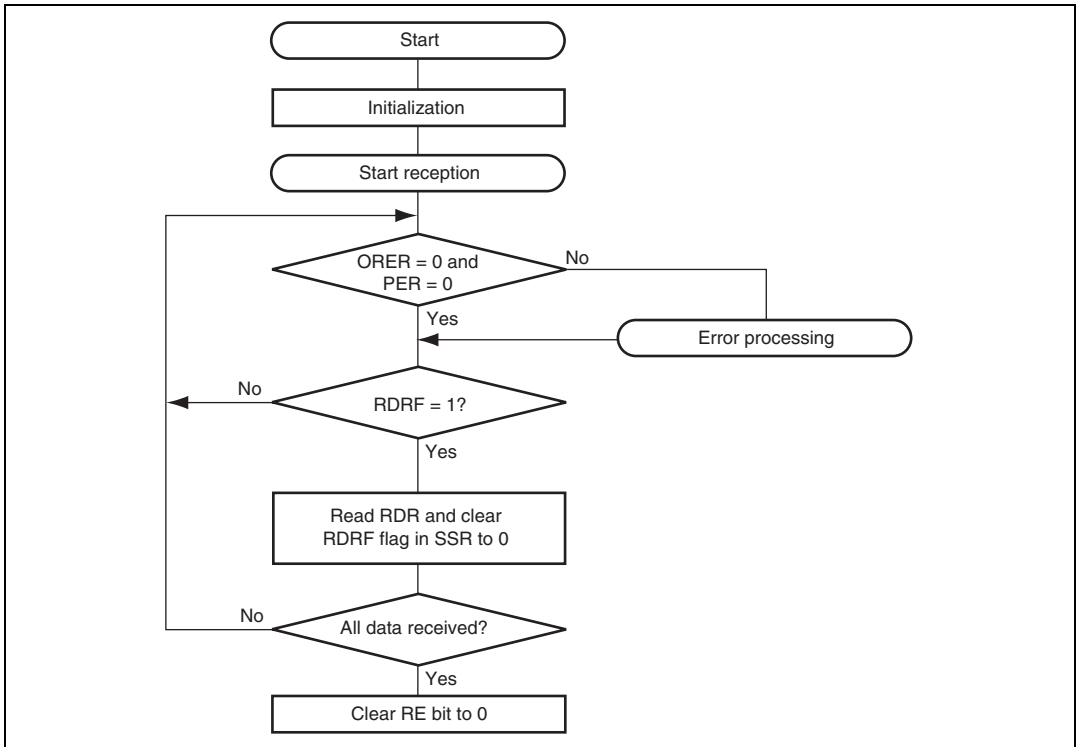 Start
Initialization
Start reception
ORER = 0 and
PER = 0
No
Yes
Error processing
No
RDRF = 1?
Yes
Read RDR and clear
RDRF flag in SSR to 0
No
All data received?
Yes
Clear RE bit to 0